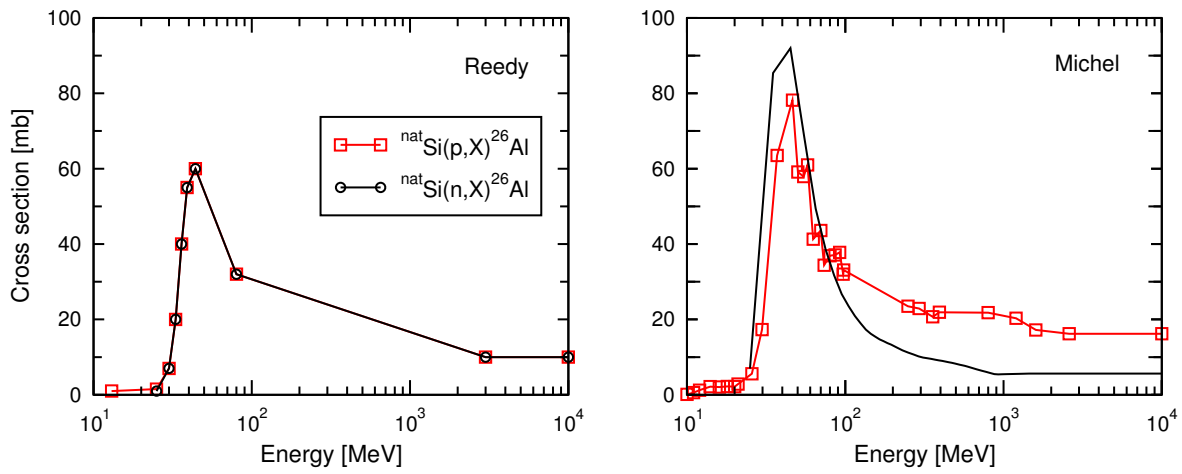 Cross section [mb]
100
80
60
40
20
0
Reedy
natSi(p,X)26Al
natSi(n,X)26Al
10^1 10^2 10^3 10^4
Energy [MeV]
100
80
60
40
20
0
Michel
10^1 10^2 10^3 10^4
Energy [MeV]